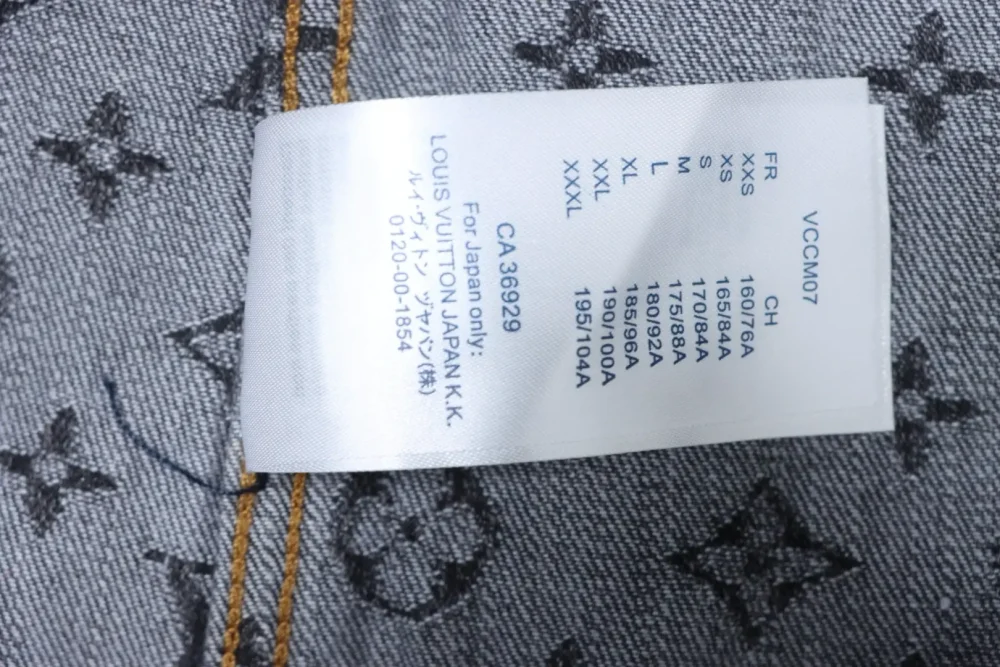 VCCM07
FR CH
XXS 160/76A
XS 165/84A
S 170/84A
M 175/88A
L 180/92A
XL 185/96A
XXL 190/100A
XXXL 195/104A
CA 36929
For Japan only:
LOUIS VUITTON JAPAN K.K.
ルイ・ヴィトン ジャパン(株)
0120-00-1854